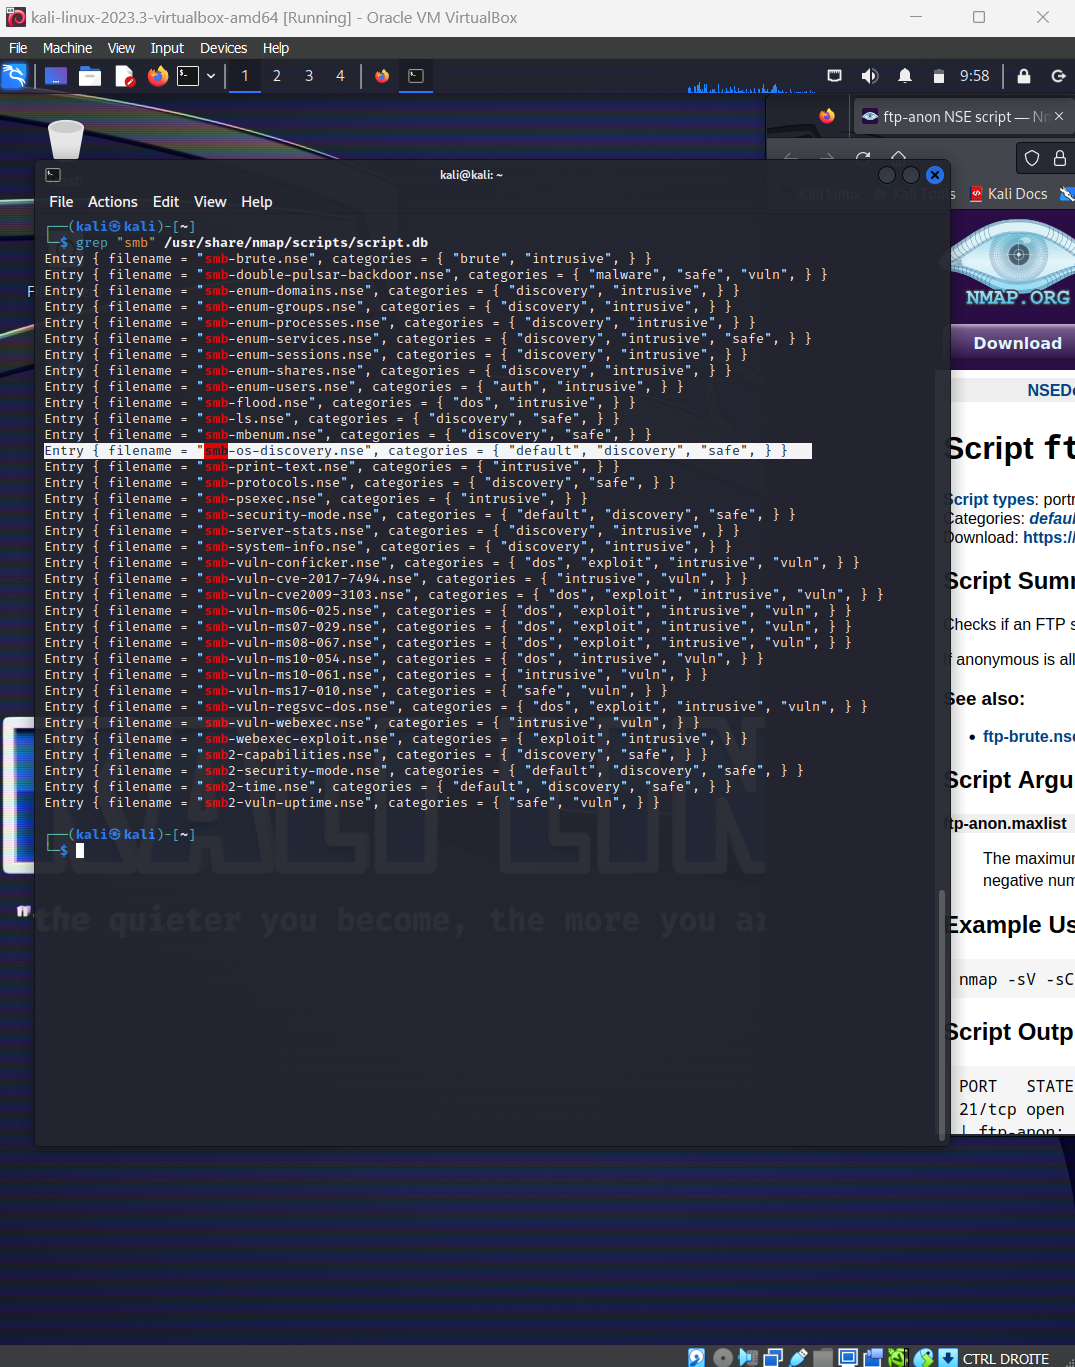 kali-linux-2023.3-virtualbox-amd64 [Running] - Oracle VM VirtualBox
File Machine View Input Devices Help
1 2 3 4
9:58
ftp-anon NSE script — Nm
kali@kali: ~
Kali Linux Kali Tools Kali Docs
File Actions Edit View Help
┌──(kali㉿kali)-[~]
└─$ grep "smb" /usr/share/nmap/scripts/script.db
Entry { filename = "smb-brute.nse", categories = { "brute", "intrusive", } }
Entry { filename = "smb-double-pulsar-backdoor.nse", categories = { "malware", "safe", "vuln", } }
Entry { filename = "smb-enum-domains.nse", categories = { "discovery", "intrusive", } }
Entry { filename = "smb-enum-groups.nse", categories = { "discovery", "intrusive", } }
Entry { filename = "smb-enum-processes.nse", categories = { "discovery", "intrusive", } }
Entry { filename = "smb-enum-services.nse", categories = { "discovery", "intrusive", "safe", } }
Entry { filename = "smb-enum-sessions.nse", categories = { "discovery", "intrusive", } }
Entry { filename = "smb-enum-shares.nse", categories = { "discovery", "intrusive", } }
Entry { filename = "smb-enum-users.nse", categories = { "auth", "intrusive", } }
Entry { filename = "smb-flood.nse", categories = { "dos", "intrusive", } }
Entry { filename = "smb-ls.nse", categories = { "discovery", "safe", } }
Entry { filename = "smb-mbenum.nse", categories = { "discovery", "safe", } }
Entry { filename = "smb-os-discovery.nse", categories = { "default", "discovery", "safe", } }
Entry { filename = "smb-print-text.nse", categories = { "intrusive", } }
Entry { filename = "smb-protocols.nse", categories = { "discovery", "safe", } }
Entry { filename = "smb-psexec.nse", categories = { "intrusive", } }
Entry { filename = "smb-security-mode.nse", categories = { "default", "discovery", "safe", } }
Entry { filename = "smb-server-stats.nse", categories = { "discovery", "intrusive", } }
Entry { filename = "smb-system-info.nse", categories = { "discovery", "intrusive", } }
Entry { filename = "smb-vuln-conficker.nse", categories = { "dos", "exploit", "intrusive", "vuln", } }
Entry { filename = "smb-vuln-cve-2017-7494.nse", categories = { "intrusive", "vuln", } }
Entry { filename = "smb-vuln-cve2009-3103.nse", categories = { "dos", "exploit", "intrusive", "vuln", } }
Entry { filename = "smb-vuln-ms06-025.nse", categories = { "dos", "exploit", "intrusive", "vuln", } }
Entry { filename = "smb-vuln-ms07-029.nse", categories = { "dos", "exploit", "intrusive", "vuln", } }
Entry { filename = "smb-vuln-ms08-067.nse", categories = { "dos", "exploit", "intrusive", "vuln", } }
Entry { filename = "smb-vuln-ms10-054.nse", categories = { "dos", "intrusive", "vuln", } }
Entry { filename = "smb-vuln-ms10-061.nse", categories = { "intrusive", "vuln", } }
Entry { filename = "smb-vuln-ms17-010.nse", categories = { "safe", "vuln", } }
Entry { filename = "smb-vuln-regsvc-dos.nse", categories = { "dos", "exploit", "intrusive", "vuln", } }
Entry { filename = "smb-vuln-webexec.nse", categories = { "intrusive", "vuln", } }
Entry { filename = "smb-webexec-exploit.nse", categories = { "exploit", "intrusive", } }
Entry { filename = "smb2-capabilities.nse", categories = { "discovery", "safe", } }
Entry { filename = "smb2-security-mode.nse", categories = { "default", "discovery", "safe", } }
Entry { filename = "smb2-time.nse", categories = { "default", "discovery", "safe", } }
Entry { filename = "smb2-vuln-uptime.nse", categories = { "safe", "vuln", } }
┌──(kali㉿kali)-[~]
└─$
the quieter you become, the more you ar
NMAP.ORG
Download
NSEDo
Script ft
Script types: portr
Categories: defaul
Download: https://
Script Summ
Checks if an FTP s
If anonymous is all
See also:
• ftp-brute.nse
Script Argu
ftp-anon.maxlist
The maximum
negative num
Example Us
nmap -sV -sC
Script Outp
PORT STATE
21/tcp open
| ftp-anon:
CTRL DROITE